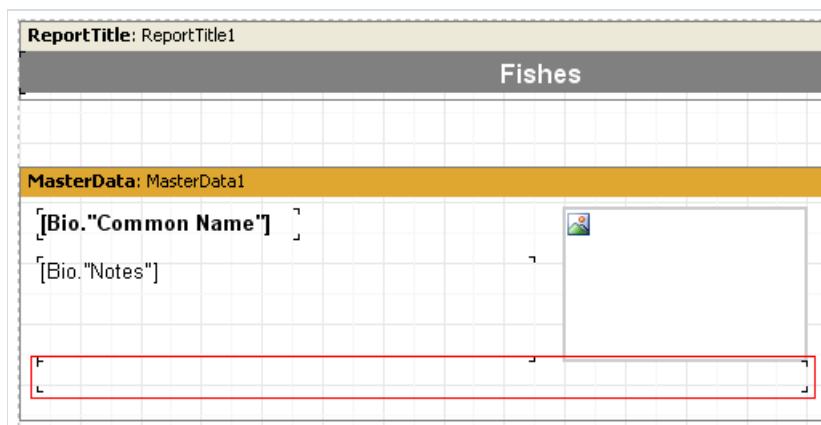 ReportTitle: ReportTitle1
Fishes
MasterData: MasterData1
[Bio."Common Name"]
[Bio."Notes"]